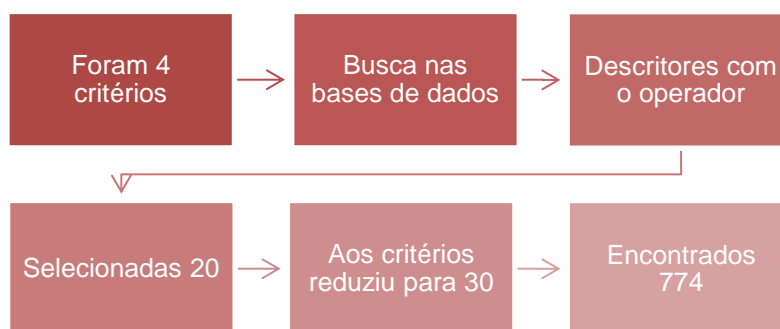 Foram 4
critérios
Busca nas
bases de dados
Descritores com
o operador
Selecionadas 20
Aos critérios
reduziu para 30
Encontrados
774